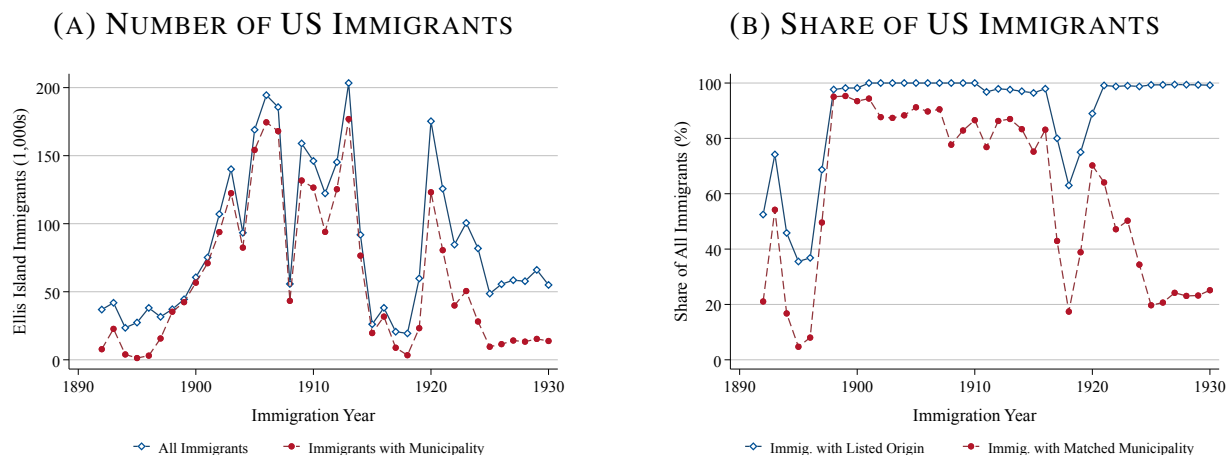 (A) NUMBER OF US IMMIGRANTS
Ellis Island Immigrants (1,000s)
200
150
100
50
0
1890 1900 1910 1920 1930
Immigration Year
All Immigrants Immigrants with Municipality
(B) SHARE OF US IMMIGRANTS
Share of All Immigrants (%)
100
80
60
40
20
0
1890 1900 1910 1920 1930
Immigration Year
Immig. with Listed Origin Immig. with Matched Municipality